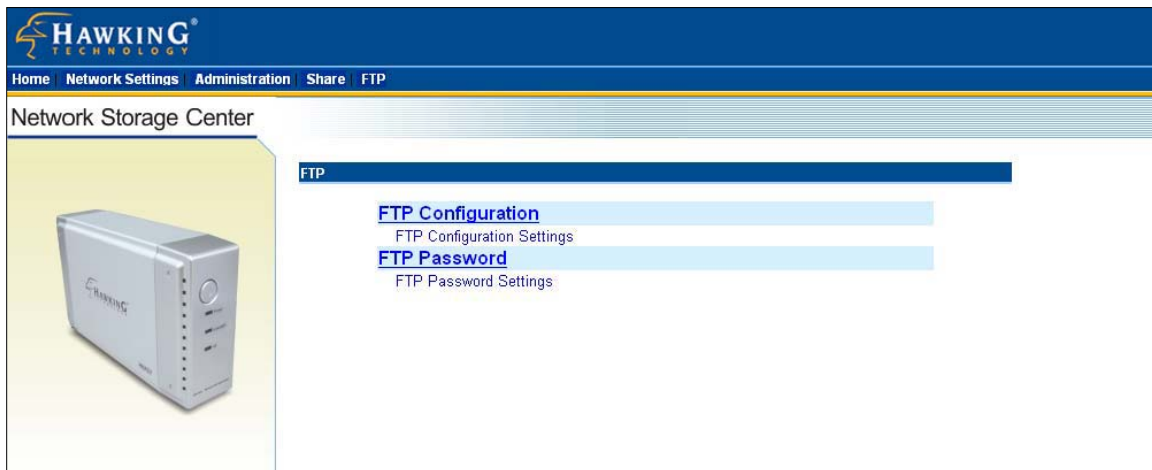 HAWKING®
TECHNOLOGY
Home | Network Settings | Administration | Share | FTP
Network Storage Center
FTP
FTP Configuration
FTP Configuration Settings
FTP Password
FTP Password Settings
HAWKING